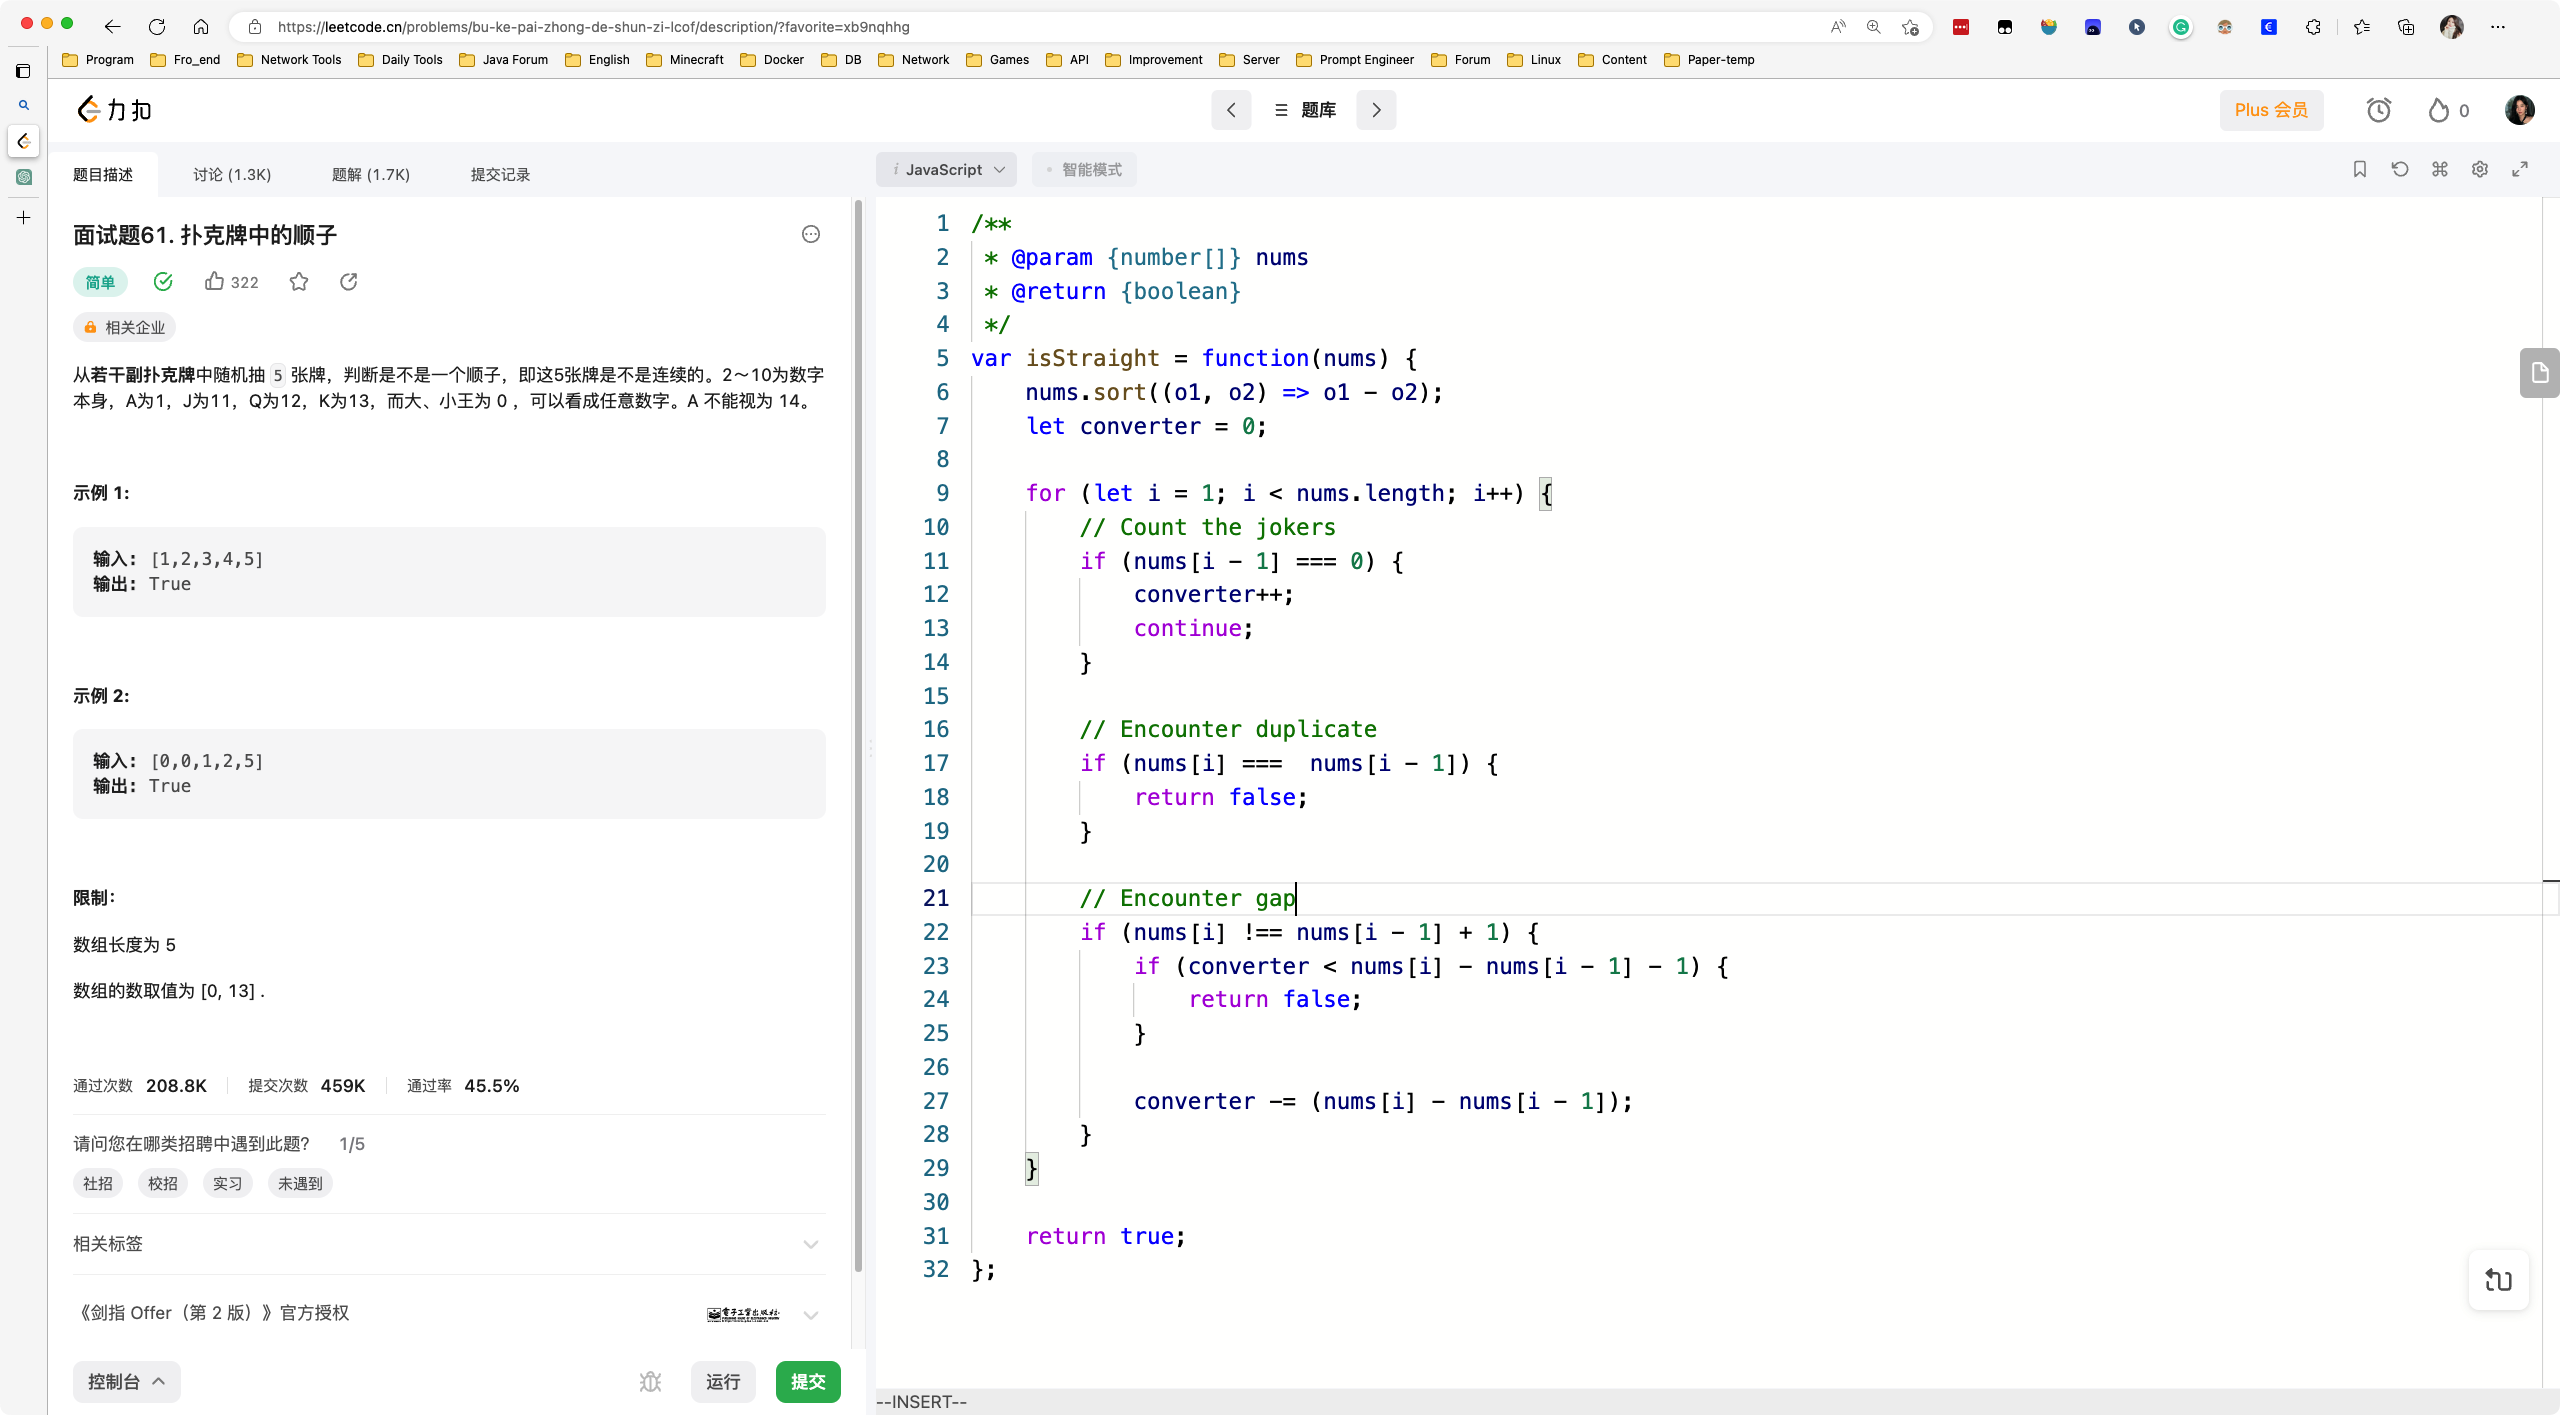 https://leetcode.cn/problems/bu-ke-pai-zhong-de-shun-zi-lcof/description/?favorite=xb9nqhhg
Program Fro_end Network Tools Daily Tools Java Forum English Minecraft Docker DB Network Games API Improvement Server Prompt Engineer Forum Linux Content Paper-temp
力扣
题库
Plus 会员
0
题目描述 讨论 (1.3K) 题解 (1.7K) 提交记录
面试题61. 扑克牌中的顺子
简单 322
相关企业
从若干副扑克牌中随机抽 5 张牌，判断是不是一个顺子，即这5张牌是不是连续的。2～10为数字
本身，A为1，J为11，Q为12，K为13，而大、小王为 0 ，可以看成任意数字。A 不能视为 14。
示例 1:
输入: [1,2,3,4,5]
输出: True
示例 2:
输入: [0,0,1,2,5]
输出: True
限制：
数组长度为 5
数组的数取值为 [0, 13] .
通过次数 208.8K 提交次数 459K 通过率 45.5%
请问您在哪类招聘中遇到此题? 1/5
社招 校招 实习 未遇到
相关标签
《剑指 Offer（第 2 版）》官方授权
电子工业出版社
控制台 运行 提交
i JavaScript 智能模式
1 /**
2  * @param {number[]} nums
3  * @return {boolean}
4  */
5 var isStraight = function(nums) {
6     nums.sort((o1, o2) => o1 - o2);
7     let converter = 0;
8
9     for (let i = 1; i < nums.length; i++) {
10         // Count the jokers
11         if (nums[i - 1] === 0) {
12             converter++;
13             continue;
14         }
15
16         // Encounter duplicate
17         if (nums[i] ===  nums[i - 1]) {
18             return false;
19         }
20
21         // Encounter gap
22         if (nums[i] !== nums[i - 1] + 1) {
23             if (converter < nums[i] - nums[i - 1] - 1) {
24                 return false;
25             }
26
27             converter -= (nums[i] - nums[i - 1]);
28         }
29     }
30
31     return true;
32 };
--INSERT--